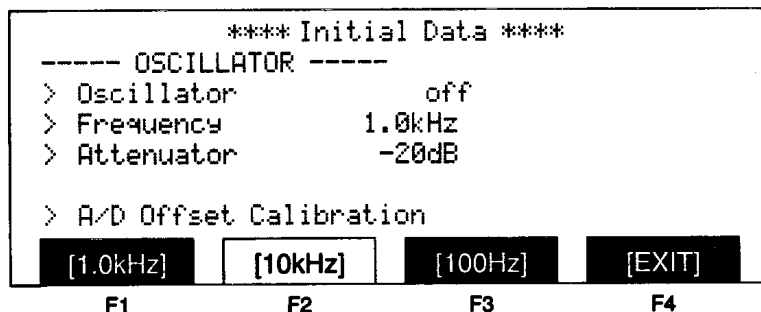 **** Initial Data ****
----- OSCILLATOR -----
> Oscillator off
> Frequency 1.0kHz
> Attenuator -20dB
> A/D Offset Calibration
[1.0kHz] [10kHz] [100Hz] [EXIT]
F1 F2 F3 F4